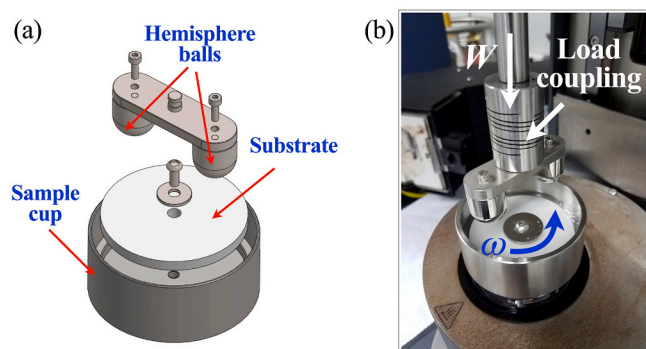 (a)
Hemisphere
balls
Substrate
Sample
cup
(b)
W
Load
coupling
ω